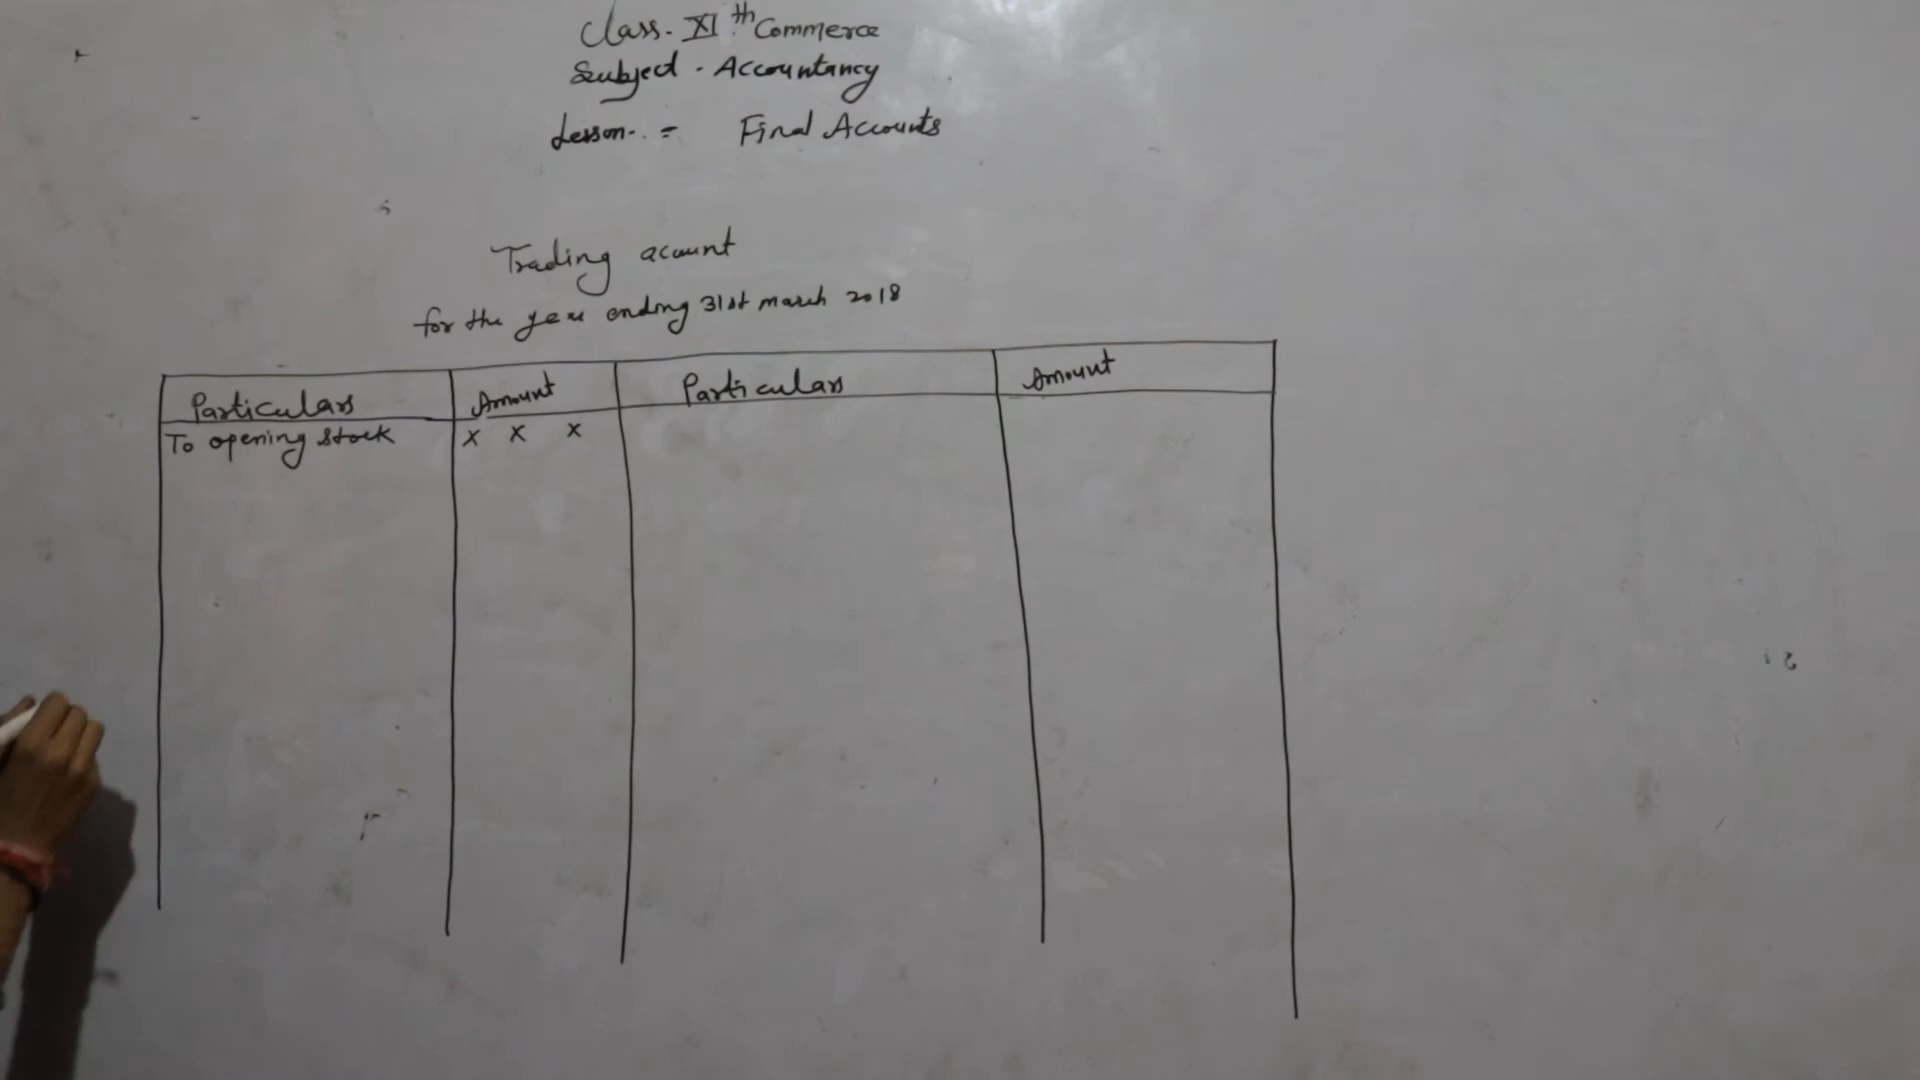 Class. XI th Commerce
Subject - Accountancy
Lesson. = Final Accounts
Trading acount
for the year ending 31st march 2018
Particulars Amount Particulars Amount
To opening stock x x x